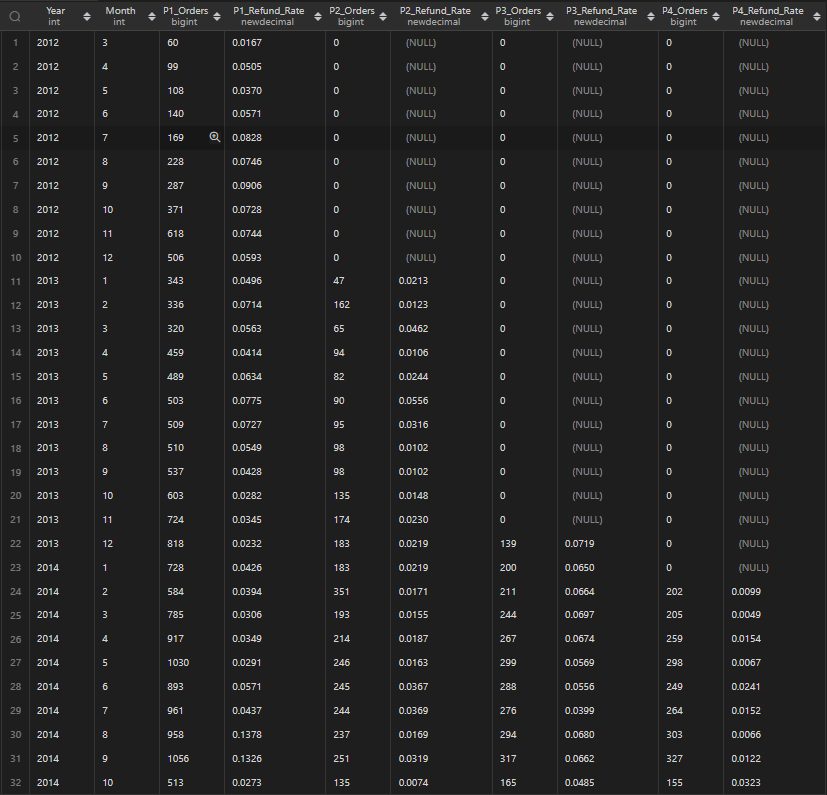 Year Month P1_Orders P1_Refund_Rate P2_Orders P2_Refund_Rate P3_Orders P3_Refund_Rate P4_Orders P4_Refund_Rate
int int bigint newdecimal bigint newdecimal bigint newdecimal bigint newdecimal
1 2012 3 60 0.0167 0 (NULL) 0 (NULL) 0 (NULL)
2 2012 4 99 0.0505 0 (NULL) 0 (NULL) 0 (NULL)
3 2012 5 108 0.0370 0 (NULL) 0 (NULL) 0 (NULL)
4 2012 6 140 0.0571 0 (NULL) 0 (NULL) 0 (NULL)
5 2012 7 169 0.0828 0 (NULL) 0 (NULL) 0 (NULL)
6 2012 8 228 0.0746 0 (NULL) 0 (NULL) 0 (NULL)
7 2012 9 287 0.0906 0 (NULL) 0 (NULL) 0 (NULL)
8 2012 10 371 0.0728 0 (NULL) 0 (NULL) 0 (NULL)
9 2012 11 618 0.0744 0 (NULL) 0 (NULL) 0 (NULL)
10 2012 12 506 0.0593 0 (NULL) 0 (NULL) 0 (NULL)
11 2013 1 343 0.0496 47 0.0213 0 (NULL) 0 (NULL)
12 2013 2 336 0.0714 162 0.0123 0 (NULL) 0 (NULL)
13 2013 3 320 0.0563 65 0.0462 0 (NULL) 0 (NULL)
14 2013 4 459 0.0414 94 0.0106 0 (NULL) 0 (NULL)
15 2013 5 489 0.0634 82 0.0244 0 (NULL) 0 (NULL)
16 2013 6 503 0.0775 90 0.0556 0 (NULL) 0 (NULL)
17 2013 7 509 0.0727 95 0.0316 0 (NULL) 0 (NULL)
18 2013 8 510 0.0549 98 0.0102 0 (NULL) 0 (NULL)
19 2013 9 537 0.0428 98 0.0102 0 (NULL) 0 (NULL)
20 2013 10 603 0.0282 135 0.0148 0 (NULL) 0 (NULL)
21 2013 11 724 0.0345 174 0.0230 0 (NULL) 0 (NULL)
22 2013 12 818 0.0232 183 0.0219 139 0.0719 0 (NULL)
23 2014 1 728 0.0426 183 0.0219 200 0.0650 0 (NULL)
24 2014 2 584 0.0394 351 0.0171 211 0.0664 202 0.0099
25 2014 3 785 0.0306 193 0.0155 244 0.0697 205 0.0049
26 2014 4 917 0.0349 214 0.0187 267 0.0674 259 0.0154
27 2014 5 1030 0.0291 246 0.0163 299 0.0569 298 0.0067
28 2014 6 893 0.0571 245 0.0367 288 0.0556 249 0.0241
29 2014 7 961 0.0437 244 0.0369 276 0.0399 264 0.0152
30 2014 8 958 0.1378 237 0.0169 294 0.0680 303 0.0066
31 2014 9 1056 0.1326 251 0.0319 317 0.0662 327 0.0122
32 2014 10 513 0.0273 135 0.0074 165 0.0485 155 0.0323